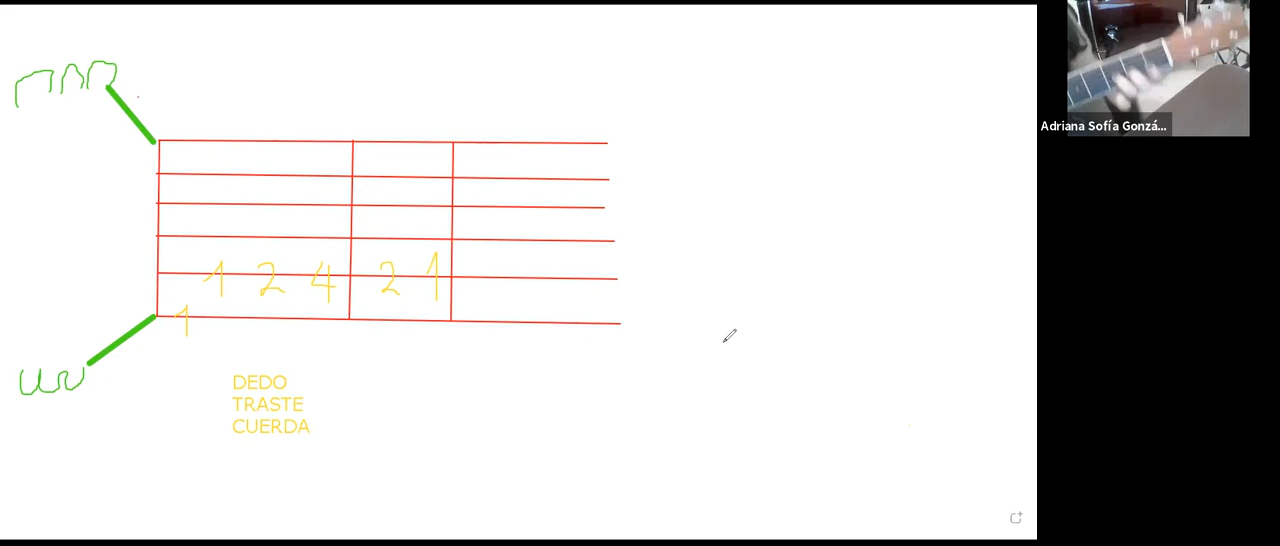 Adriana Sofía Gonzá...
1 2 4 2 1
1
DEDO
TRASTE
CUERDA